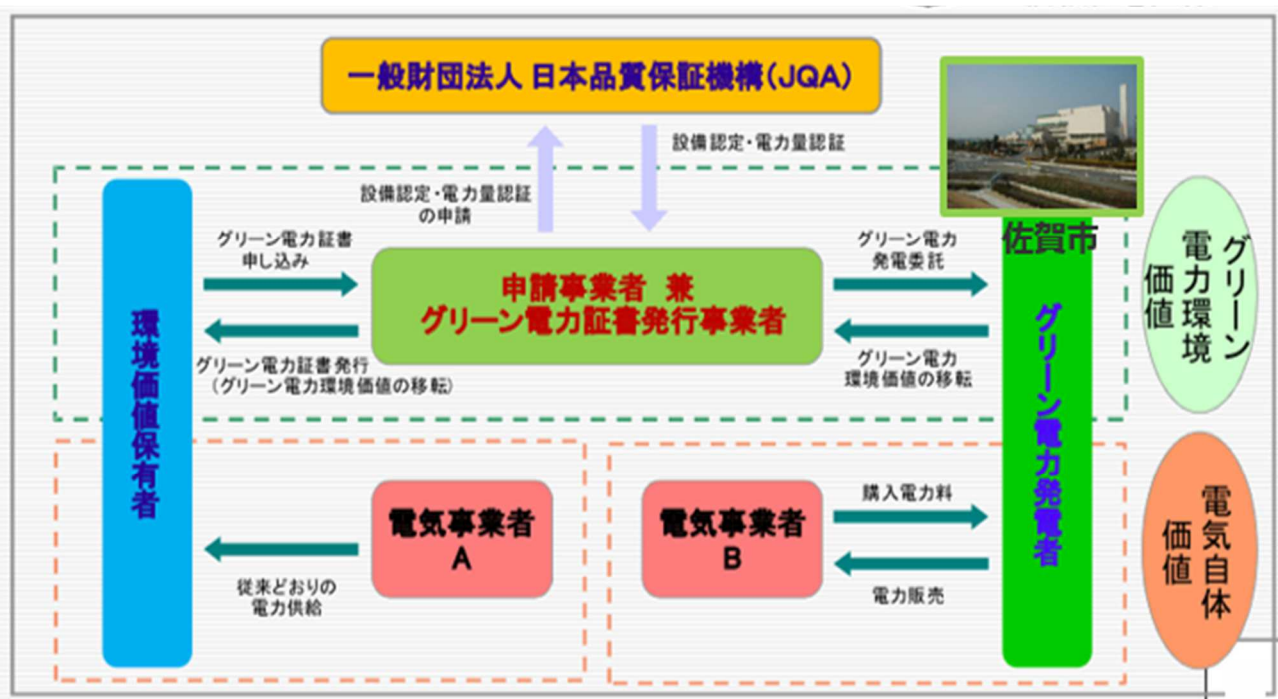 一般財団法人 日本品質保証機構(JQA)
設備認定・電力量認証
設備認定・電力量認証
の申請
佐賀市
グリーン電力証書
申し込み
グリーン電力証書発行
(グリーン電力環境価値の移転)
申請事業者 兼
グリーン電力証書発行事業者
グリーン電力
発電委託
グリーン電力
環境価値の移転
環境価値保有者
グリーン電力発電者
グリーン
電力環境
価値
電気事業者
A
従来どおりの
電力供給
電気事業者
B
購入電力料
電力販売
電気自体
価値